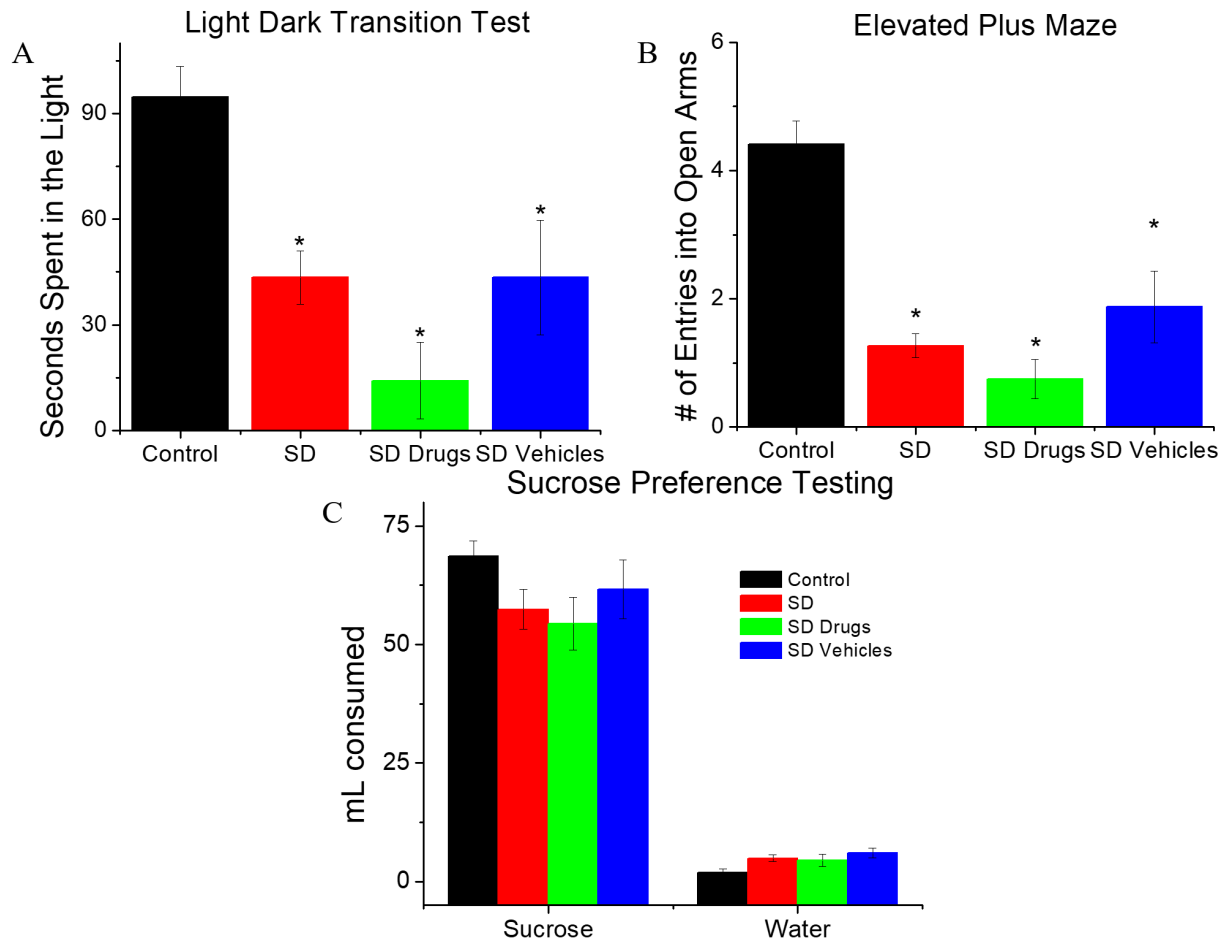 Light Dark Transition Test
A
Seconds Spent in the Light
90
60
30
0
*
*
*
Control SD SD Drugs SD Vehicles
Elevated Plus Maze
B
# of Entries into Open Arms
6
4
2
0
*
*
*
Control SD SD Drugs SD Vehicles
Sucrose Preference Testing
C
mL consumed
75
50
25
0
Control
SD
SD Drugs
SD Vehicles
Sucrose Water